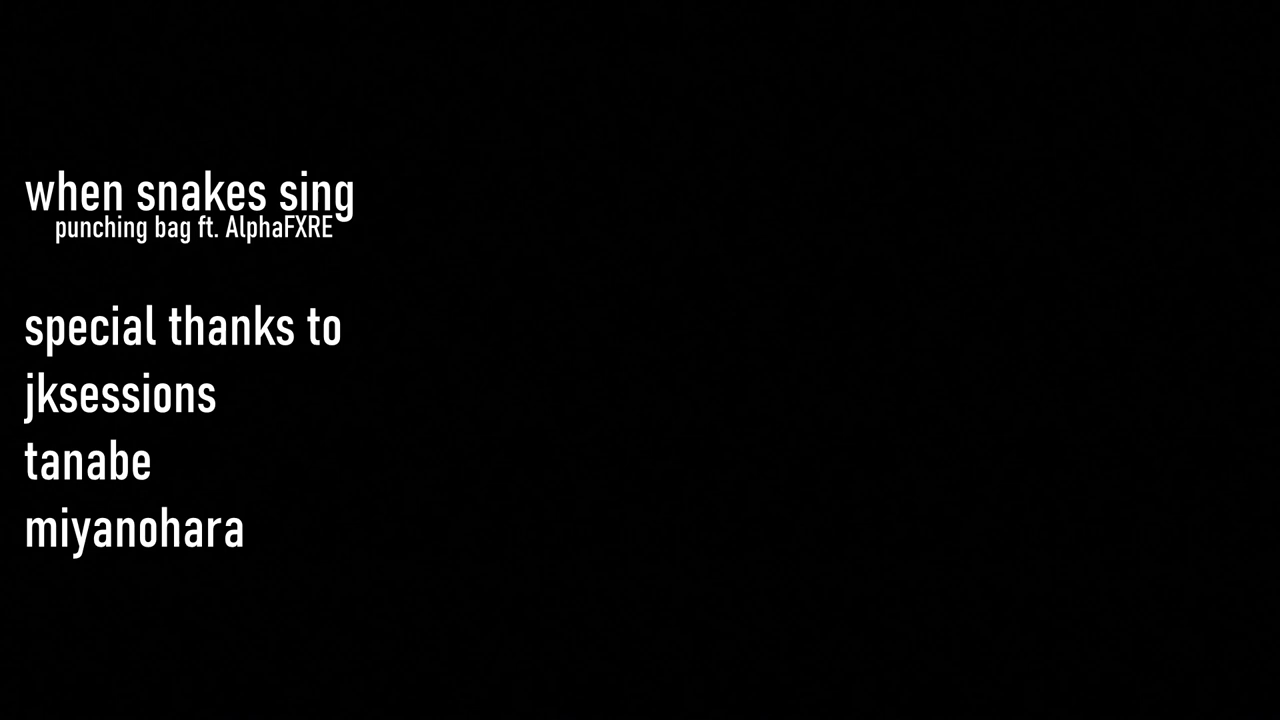 when snakes sing
punching bag ft. AlphaFXRE
special thanks to
jksessions
tanabe
miyanohara